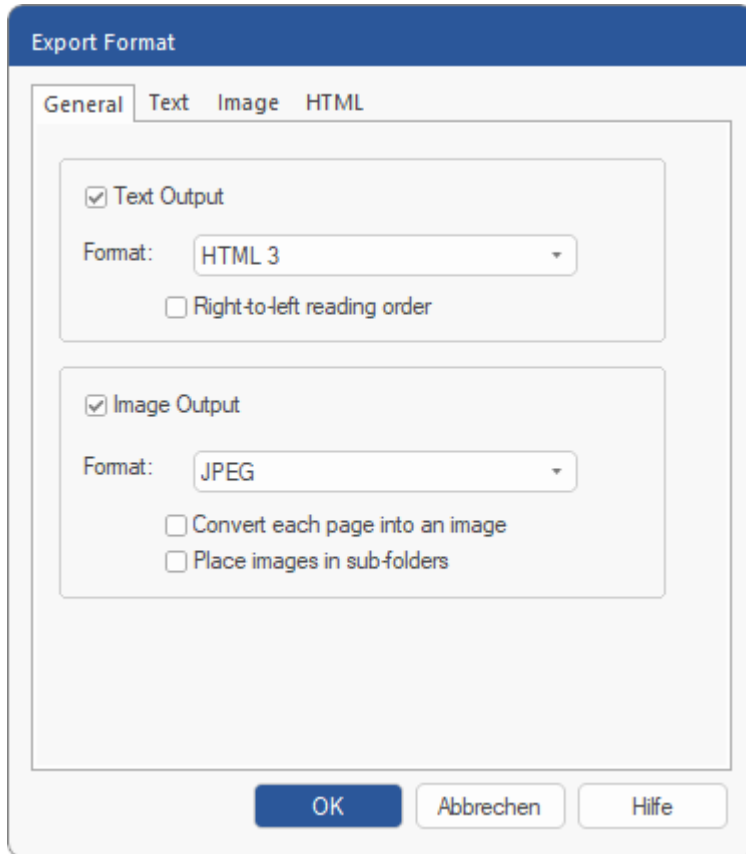 Export Format
General Text Image HTML
Text Output
Format: HTML 3
Right-to-left reading order
Image Output
Format: JPEG
Convert each page into an image
Place images in sub-folders
OK Abbrechen Hilfe